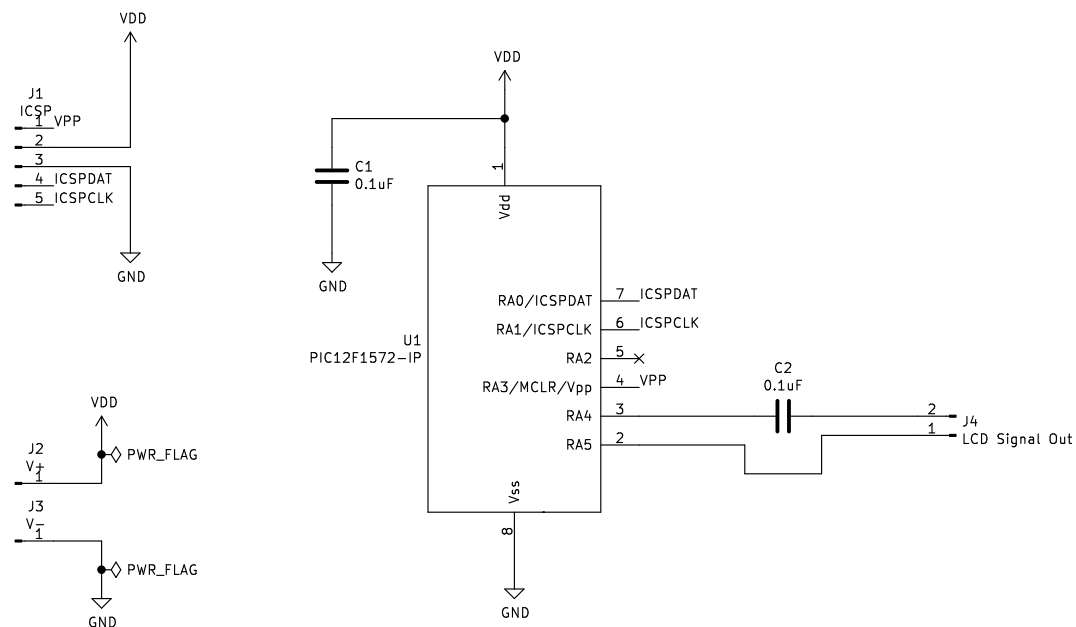 VDD
J1
ICSP
1 VPP
2
3
4 ICSPDAT
5 ICSPCLK
GND
VDD
C1
0.1uF
GND
1
Vdd
U1
PIC12F1572-IP
RA0/ICSPDAT 7 ICSPDAT
RA1/ICSPCLK 6 ICSPCLK
RA2 5
RA3/MCLR/Vpp 4 VPP
RA4 3
RA5 2
Vss
8
GND
C2
0.1uF
2
1
J4
LCD Signal Out
VDD
PWR_FLAG
J2
V+
1
J3
V-
1
PWR_FLAG
GND